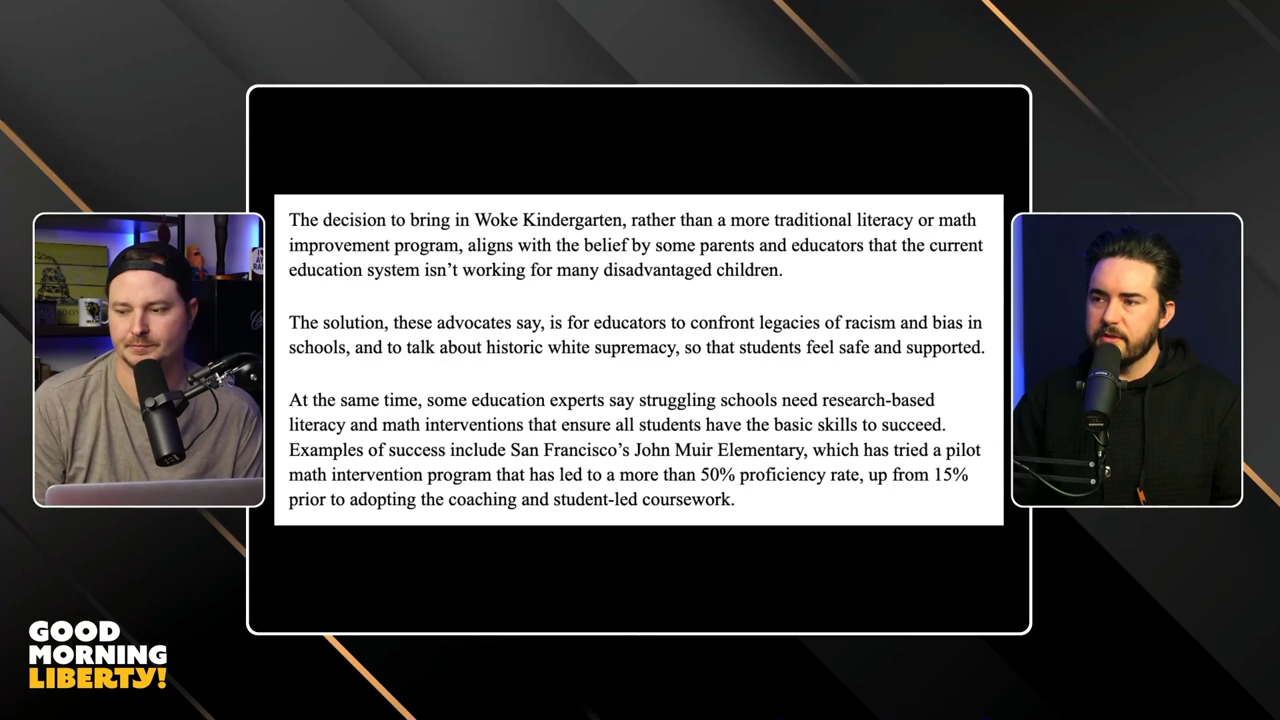 The decision to bring in Woke Kindergarten, rather than a more traditional literacy or math
improvement program, aligns with the belief by some parents and educators that the current
education system isn’t working for many disadvantaged children.
The solution, these advocates say, is for educators to confront legacies of racism and bias in
schools, and to talk about historic white supremacy, so that students feel safe and supported.
At the same time, some education experts say struggling schools need research-based
literacy and math interventions that ensure all students have the basic skills to succeed.
Examples of success include San Francisco’s John Muir Elementary, which has tried a pilot
math intervention program that has led to a more than 50% proficiency rate, up from 15%
prior to adopting the coaching and student-led coursework.
GOOD
MORNING
LIBERTY!